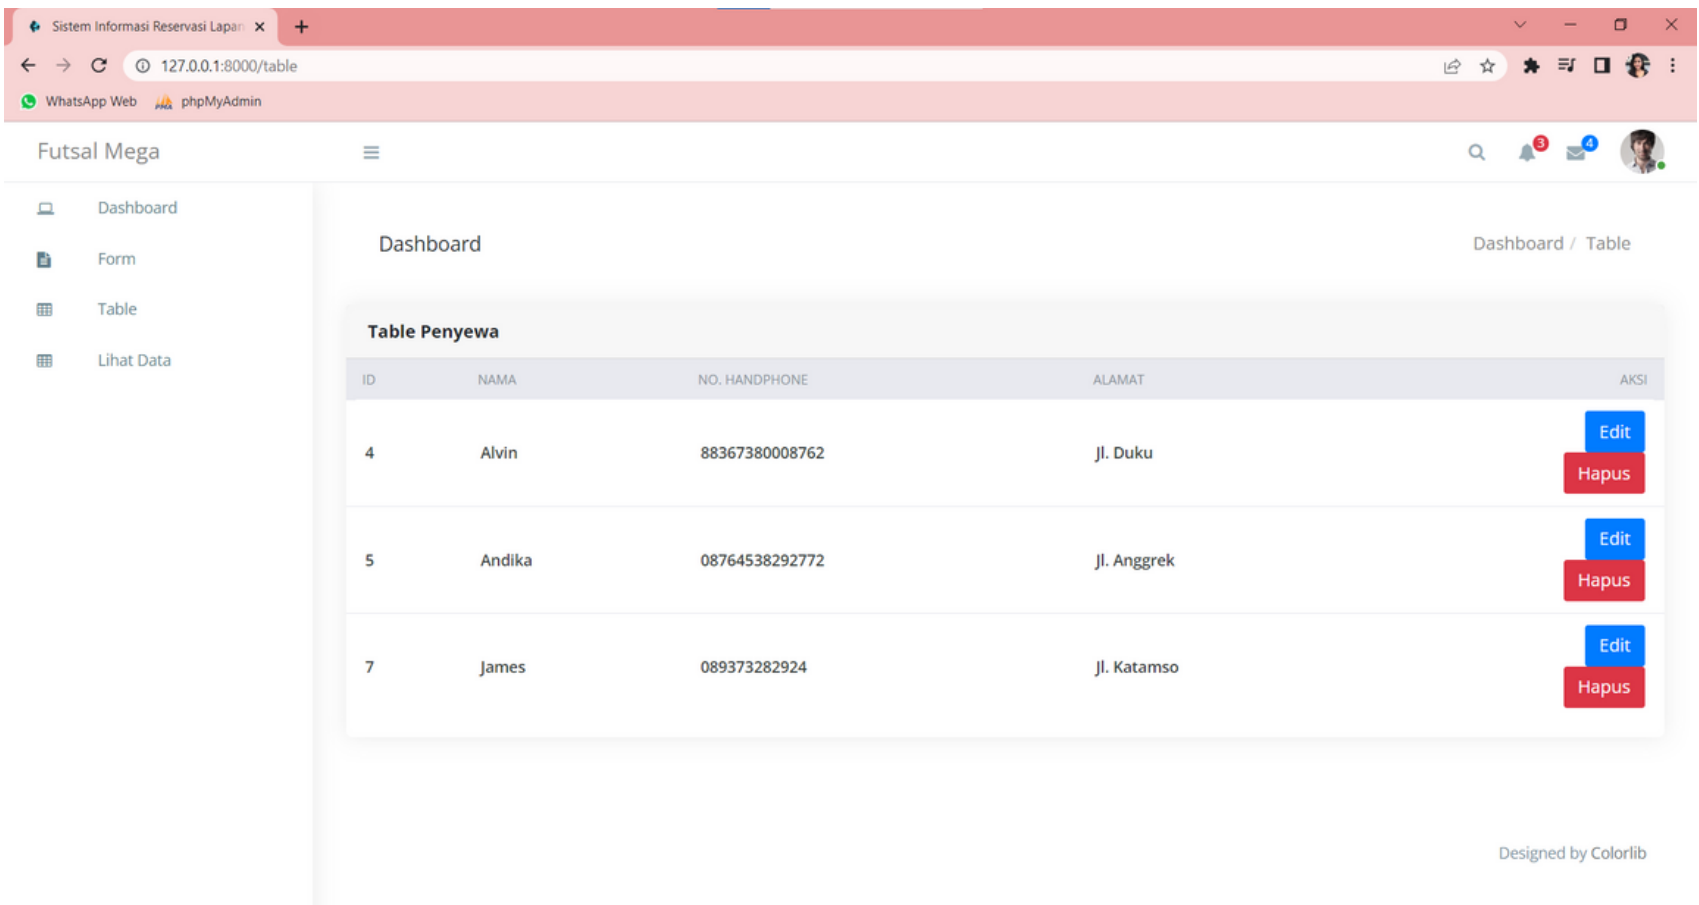 Sistem Informasi Reservasi Lapan
127.0.0.1:8000/table
WhatsApp Web phpMyAdmin
Futsal Mega
3 4
Dashboard
Form
Table
Lihat Data
Dashboard
Dashboard / Table
Table Penyewa
ID NAMA NO. HANDPHONE ALAMAT AKSI
4 Alvin 88367380008762 Jl. Duku Edit
Hapus
5 Andika 08764538292772 Jl. Anggrek Edit
Hapus
7 James 089373282924 Jl. Katamso Edit
Hapus
Designed by Colorlib